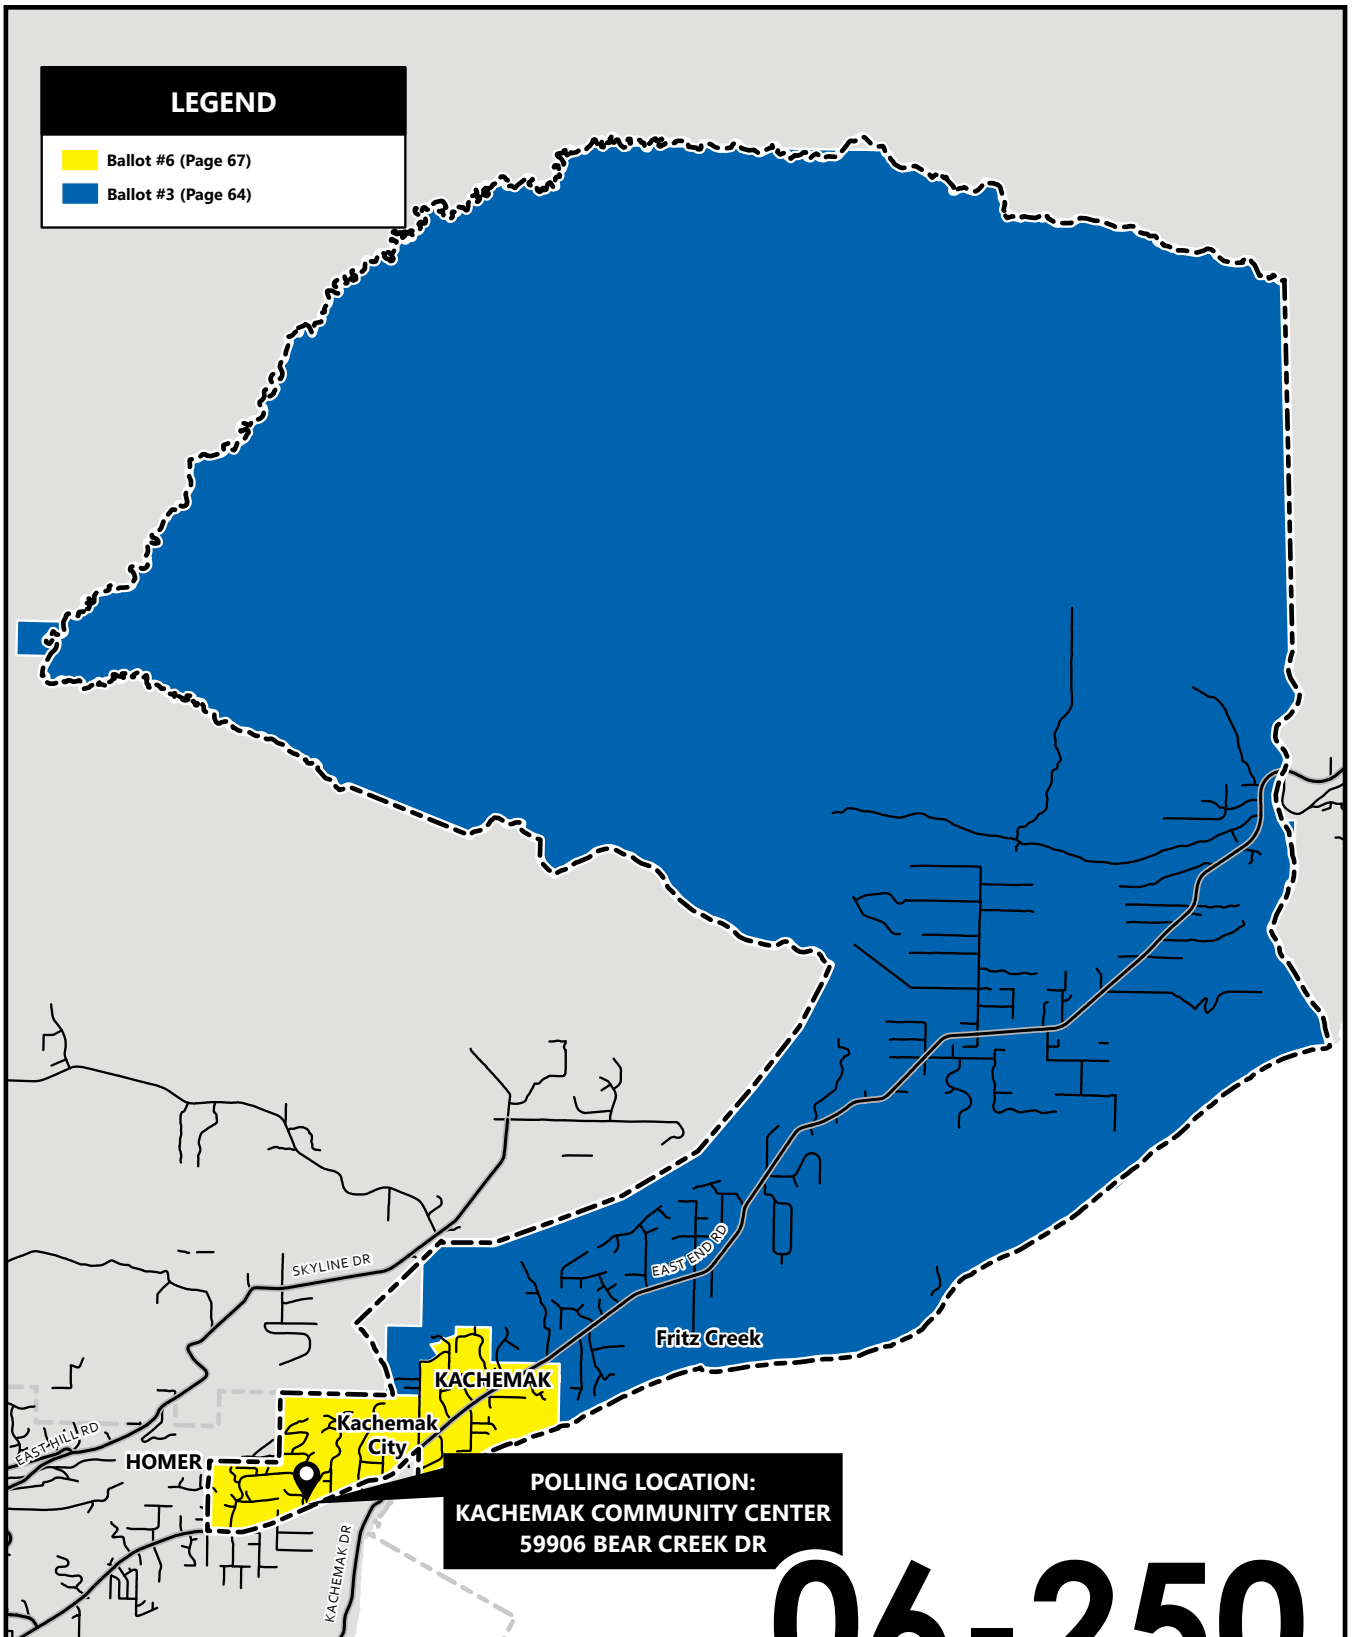 LEGEND
Ballot #6 (Page 67)
Ballot #3 (Page 64)
SKYLINE DR
EAST END RD
Fritz Creek
KACHEMAK
Kachemak
City
EAST HILL RD
HOMER
POLLING LOCATION:
KACHEMAK COMMUNITY CENTER
59906 BEAR CREEK DR
KACHEMAK DR
06-250